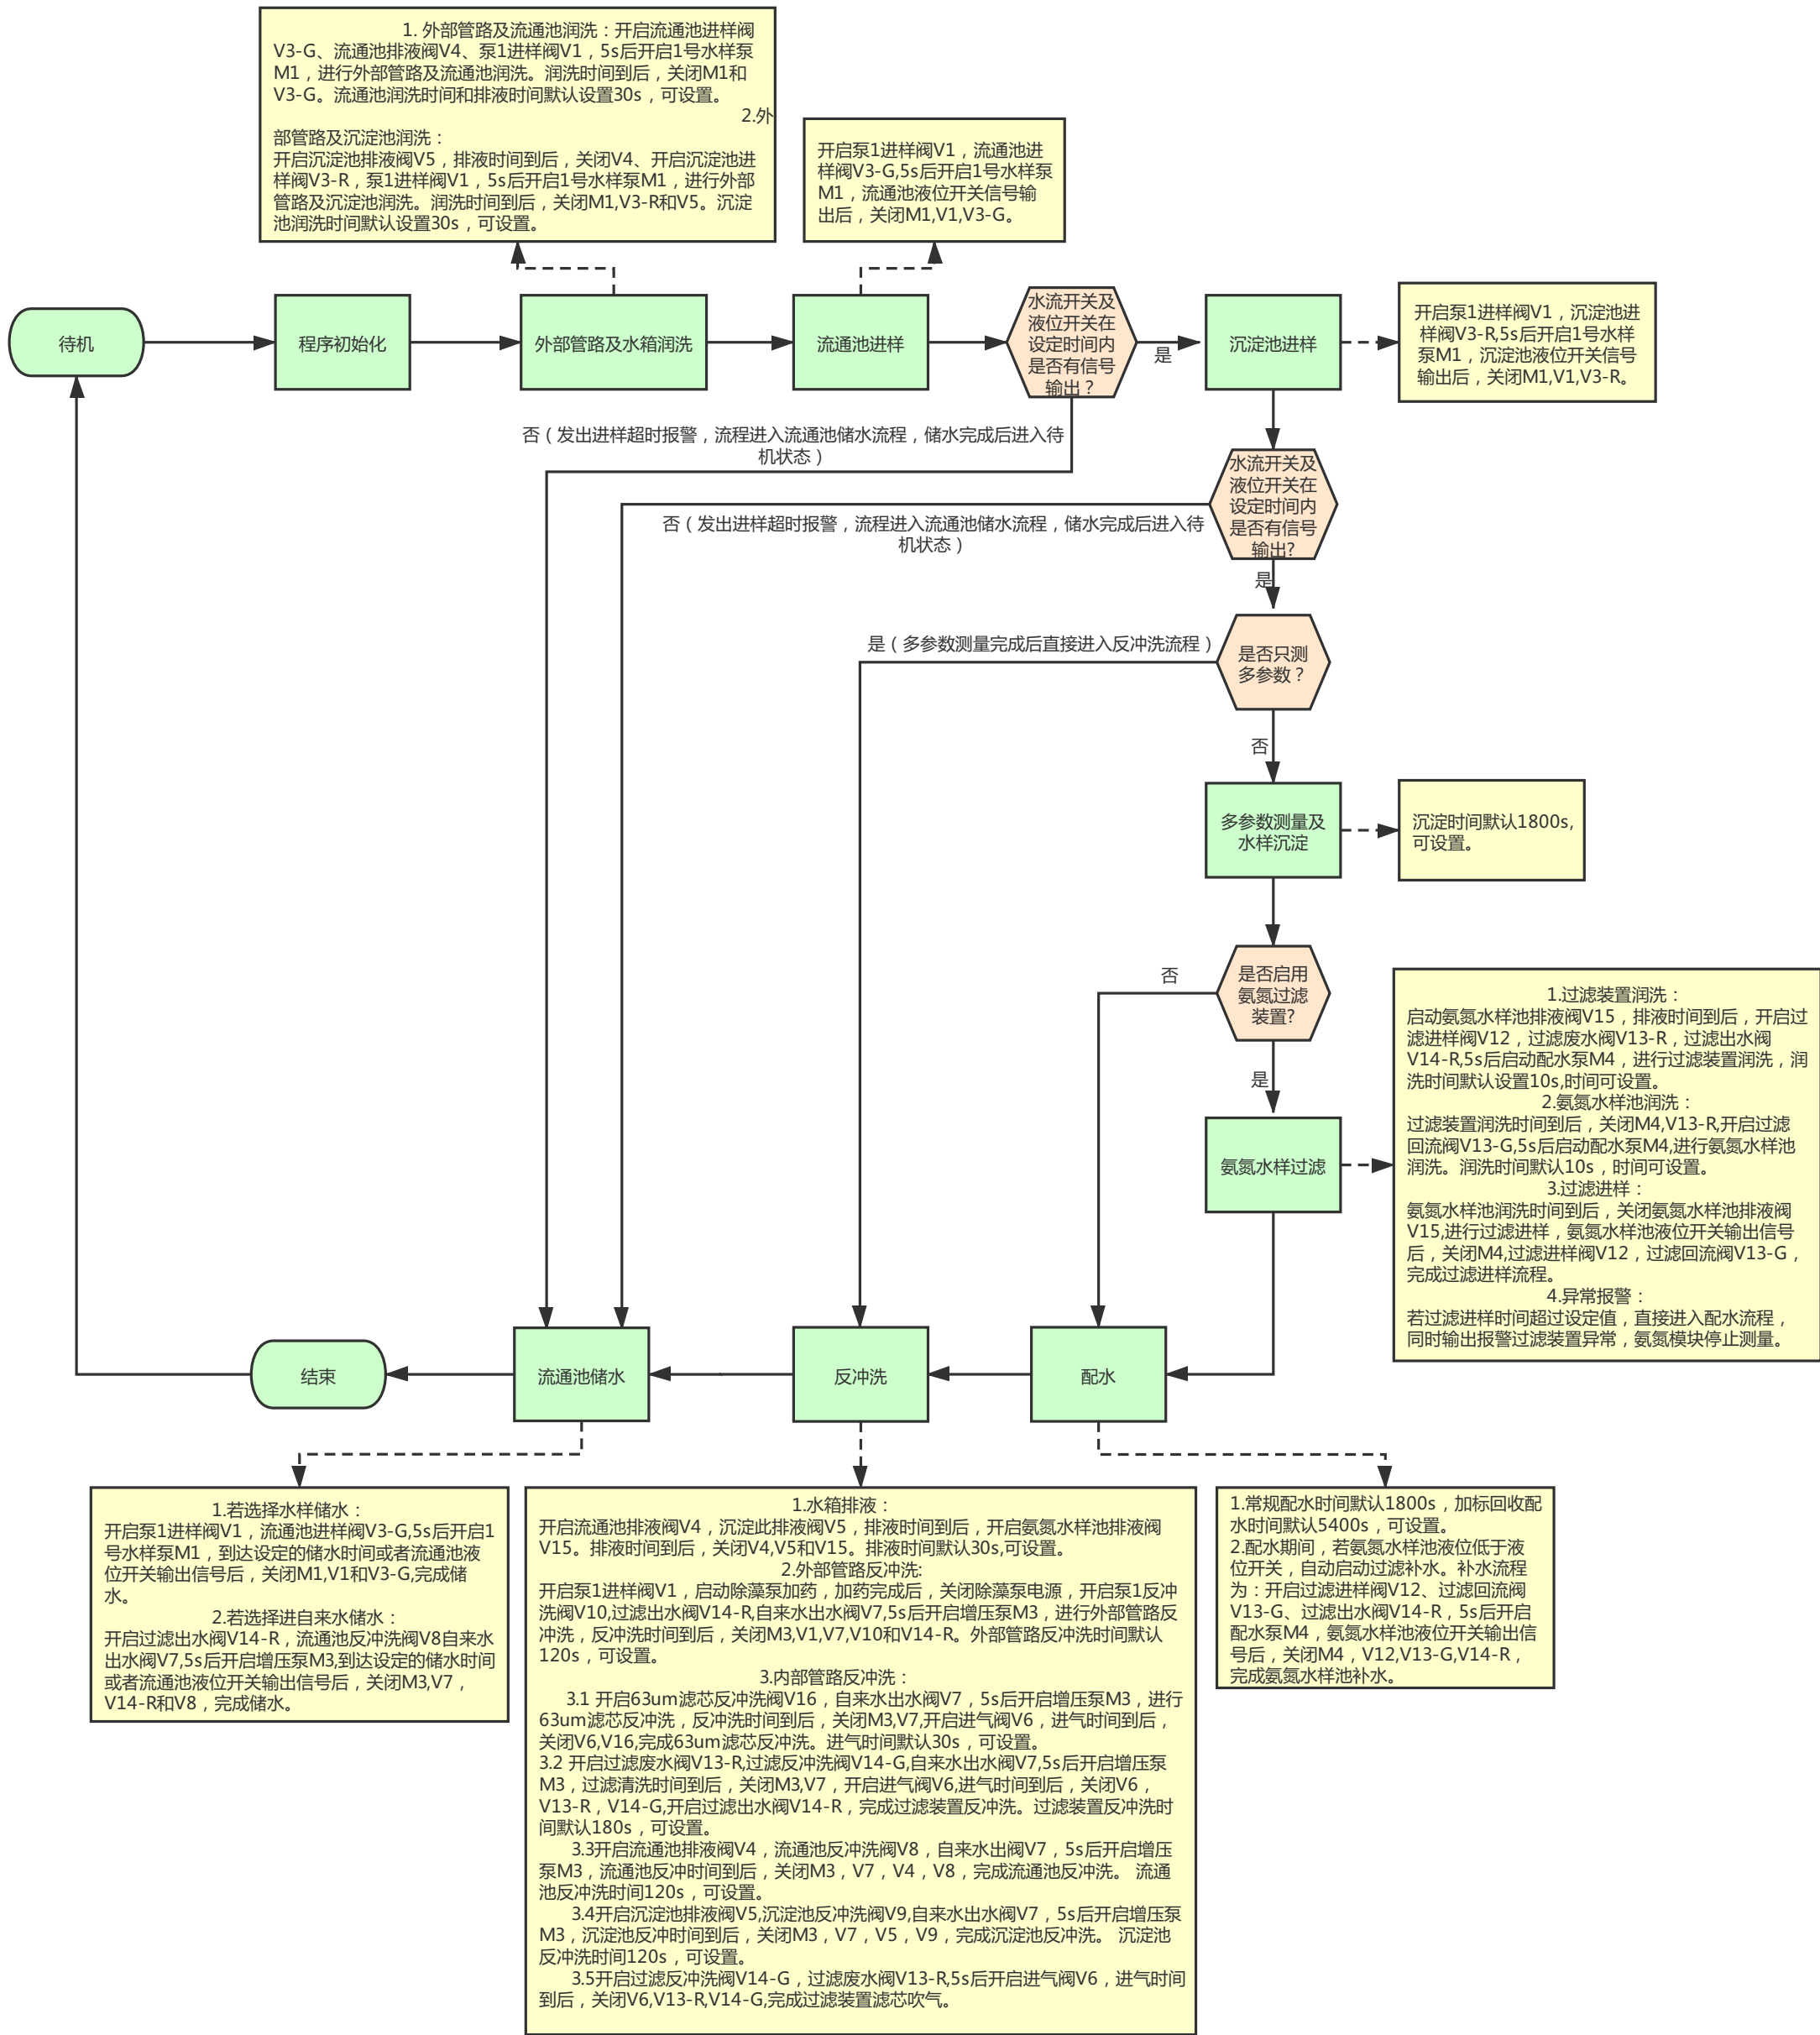 1. 外部管路及流通池润洗：开启流通池进样阀
V3-G、流通池排液阀V4、泵1进样阀V1，5s后开启1号水样泵
M1，进行外部管路及流通池润洗。润洗时间到后，关闭M1和
V3-G。流通池润洗时间和排液时间默认设置30s，可设置。
2.外
部管路及沉淀池润洗：
开启沉淀池排液阀V5，排液时间到后，关闭V4、开启沉淀池进
样阀V3-R，泵1进样阀V1，5s后开启1号水样泵M1，进行外部
管路及沉淀池润洗。润洗时间到后，关闭M1,V3-R和V5。沉淀
池润洗时间默认设置30s，可设置。
开启泵1进样阀V1，流通池进
样阀V3-G,5s后开启1号水样泵
M1，流通池液位开关信号输
出后，关闭M1,V1,V3-G。
待机
程序初始化
外部管路及水箱润洗
流通池进样
水流开关及
液位开关在
设定时间内
是否有信号
输出？
是
沉淀池进样
开启泵1进样阀V1，沉淀池进
样阀V3-R,5s后开启1号水样
泵M1，沉淀池液位开关信号
输出后，关闭M1,V1,V3-R。
否（发出进样超时报警，流程进入流通池储水流程，储水完成后进入待
机状态）
水流开关及
液位开关在
设定时间内
是否有信号
输出?
否（发出进样超时报警，流程进入流通池储水流程，储水完成后进入待
机状态）
是
是（多参数测量完成后直接进入反冲洗流程）
是否只测
多参数？
否
多参数测量及
水样沉淀
沉淀时间默认1800s,
可设置。
否
是否启用
氨氮过滤
装置?
是
氨氮水样过滤
1.过滤装置润洗：
启动氨氮水样池排液阀V15，排液时间到后，开启过
滤进样阀V12，过滤废水阀V13-R，过滤出水阀
V14-R,5s后启动配水泵M4，进行过滤装置润洗，润
洗时间默认设置10s,时间可设置。
2.氨氮水样池润洗：
过滤装置润洗时间到后，关闭M4,V13-R,开启过滤
回流阀V13-G,5s后启动配水泵M4,进行氨氮水样池
润洗。润洗时间默认10s，时间可设置。
3.过滤进样：
氨氮水样池润洗时间到后，关闭氨氮水样池排液阀
V15,进行过滤进样，氨氮水样池液位开关输出信号
后，关闭M4,过滤进样阀V12，过滤回流阀V13-G，
完成过滤进样流程。
4.异常报警：
若过滤进样时间超过设定值，直接进入配水流程，
同时输出报警过滤装置异常，氨氮模块停止测量。
结束
流通池储水
反冲洗
配水
1.若选择水样储水：
开启泵1进样阀V1，流通池进样阀V3-G,5s后开启1
号水样泵M1，到达设定的储水时间或者流通池液
位开关输出信号后，关闭M1,V1和V3-G,完成储
水。
2.若选择进自来水储水：
开启过滤出水阀V14-R，流通池反冲洗阀V8自来水
出水阀V7,5s后开启增压泵M3,到达设定的储水时间
或者流通池液位开关输出信号后，关闭M3,V7，
V14-R和V8，完成储水。
1.水箱排液：
开启流通池排液阀V4，沉淀此排液阀V5，排液时间到后，开启氨氮水样池排液阀
V15。排液时间到后，关闭V4,V5和V15。排液时间默认30s,可设置。
2.外部管路反冲洗:
开启泵1进样阀V1，启动除藻泵加药，加药完成后，关闭除藻泵电源，开启泵1反冲
洗阀V10,过滤出水阀V14-R,自来水出水阀V7,5s后开启增压泵M3，进行外部管路反
冲洗，反冲洗时间到后，关闭M3,V1,V7,V10和V14-R。外部管路反冲洗时间默认
120s，可设置。
3.内部管路反冲洗：
3.1 开启63um滤芯反冲洗阀V16，自来水出水阀V7，5s后开启增压泵M3，进行
63um滤芯反冲洗，反冲洗时间到后，关闭M3,V7,开启进气阀V6，进气时间到后，
关闭V6,V16,完成63um滤芯反冲洗。进气时间默认30s，可设置。
3.2 开启过滤废水阀V13-R,过滤反冲洗阀V14-G,自来水出水阀V7,5s后开启增压泵
M3，过滤清洗时间到后，关闭M3,V7，开启进气阀V6,进气时间到后，关闭V6，
V13-R，V14-G,开启过滤出水阀V14-R，完成过滤装置反冲洗。过滤装置反冲洗时
间默认180s，可设置。
3.3开启流通池排液阀V4，流通池反冲洗阀V8，自来水出阀V7，5s后开启增压
泵M3，流通池反冲时间到后，关闭M3，V7，V4，V8，完成流通池反冲洗。 流通
池反冲洗时间120s，可设置。
3.4开启沉淀池排液阀V5,沉淀池反冲洗阀V9,自来水出水阀V7，5s后开启增压泵
M3，沉淀池反冲时间到后，关闭M3，V7，V5，V9，完成沉淀池反冲洗。 沉淀池
反冲洗时间120s，可设置。
3.5开启过滤反冲洗阀V14-G，过滤废水阀V13-R,5s后开启进气阀V6，进气时间
到后，关闭V6,V13-R,V14-G,完成过滤装置滤芯吹气。
1.常规配水时间默认1800s，加标回收配
水时间默认5400s，可设置。
2.配水期间，若氨氮水样池液位低于液
位开关，自动启动过滤补水。补水流程
为：开启过滤进样阀V12、过滤回流阀
V13-G、过滤出水阀V14-R，5s后开启
配水泵M4，氨氮水样池液位开关输出信
号后，关闭M4，V12,V13-G,V14-R，
完成氨氮水样池补水。